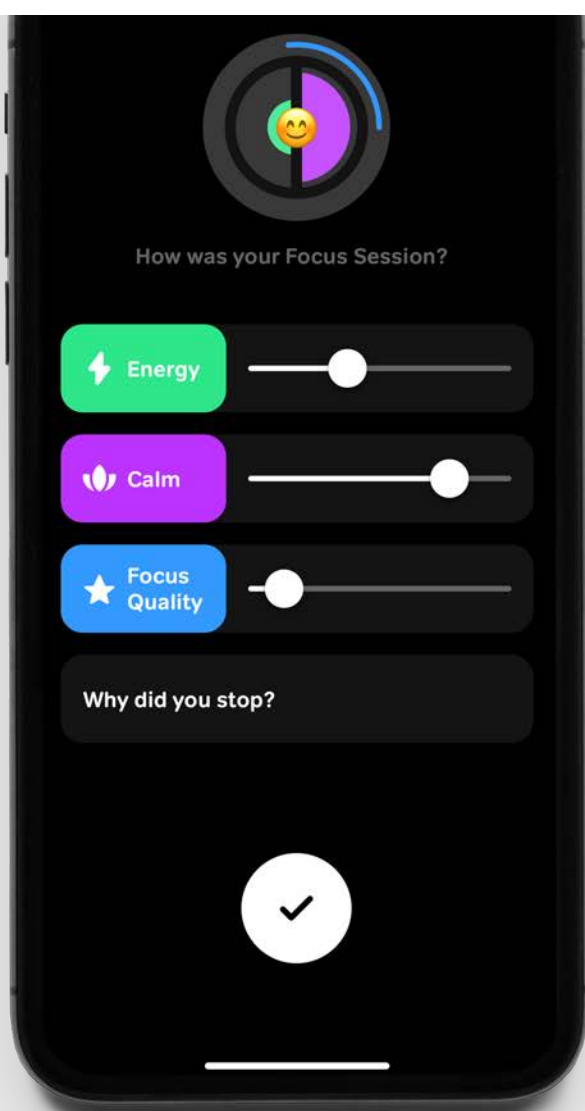 How was your Focus Session?
Energy
Calm
Focus
Quality
Why did you stop?